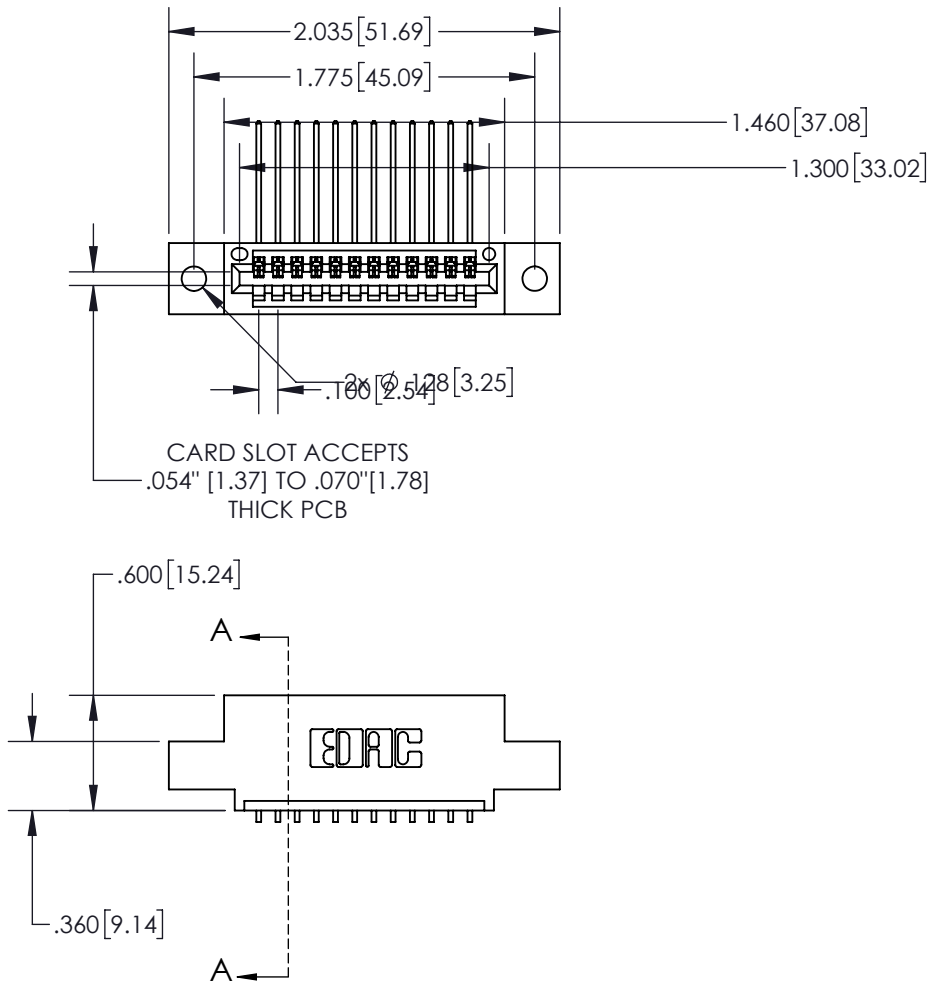 2.035[51.69]
1.775[45.09]
1.460[37.08]
1.300[33.02]
2x Ø .128[3.25]
.100[2.54]
CARD SLOT ACCEPTS
.054" [1.37] TO .070"[1.78]
THICK PCB
.600[15.24]
A
EDAC
.360[9.14]
A